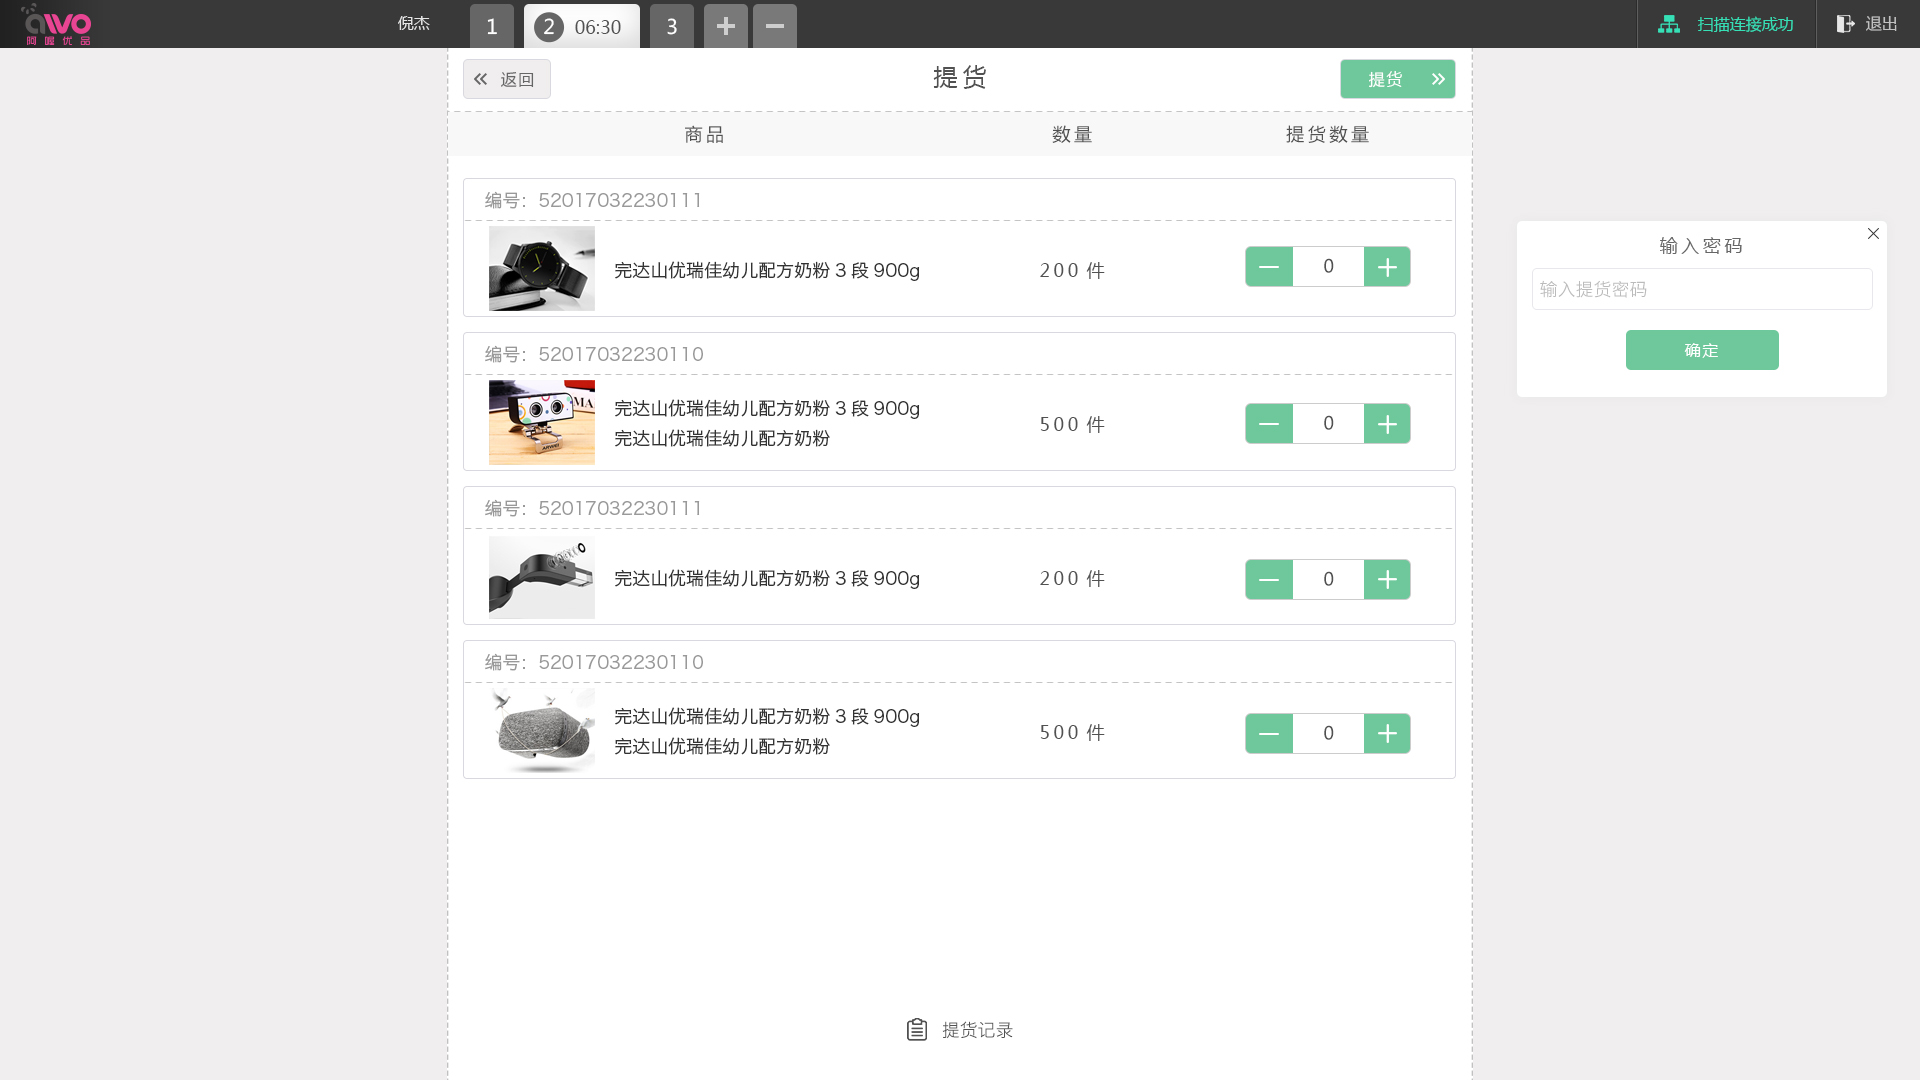 awo
阿喔优品
倪杰
1
2 06:30
3
扫描连接成功
退出
返回
提货
提货
商品 数量 提货数量
编号：52017032230111
完达山优瑞佳幼儿配方奶粉 3 段 900g
200 件
0
编号：52017032230110
完达山优瑞佳幼儿配方奶粉 3 段 900g
完达山优瑞佳幼儿配方奶粉
500 件
0
编号：52017032230111
完达山优瑞佳幼儿配方奶粉 3 段 900g
200 件
0
编号：52017032230110
完达山优瑞佳幼儿配方奶粉 3 段 900g
完达山优瑞佳幼儿配方奶粉
500 件
0
提货记录
输入密码
输入提货密码
确定